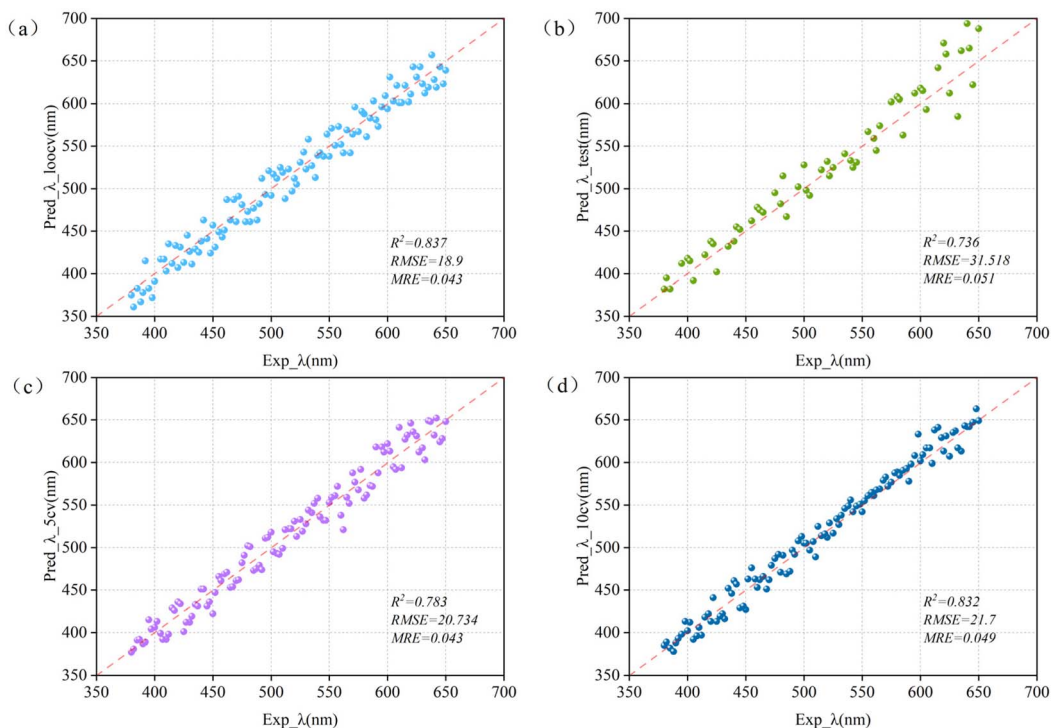 (a)
700
650
600
550
500
450
400
350
Pred_λ_loocv(nm)
R²=0.837
RMSE=18.9
MRE=0.043
350 400 450 500 550 600 650 700
Exp_λ(nm)
(b)
700
650
600
550
500
450
400
350
Pred_λ_test(nm)
R²=0.736
RMSE=31.518
MRE=0.051
350 400 450 500 550 600 650 700
Exp_λ(nm)
(c)
700
650
600
550
500
450
400
350
Pred_λ_5cv(nm)
R²=0.783
RMSE=20.734
MRE=0.043
350 400 450 500 550 600 650 700
Exp_λ(nm)
(d)
700
650
600
550
500
450
400
350
Pred_λ_10cv(nm)
R²=0.832
RMSE=21.7
MRE=0.049
350 400 450 500 550 600 650 700
Exp_λ(nm)